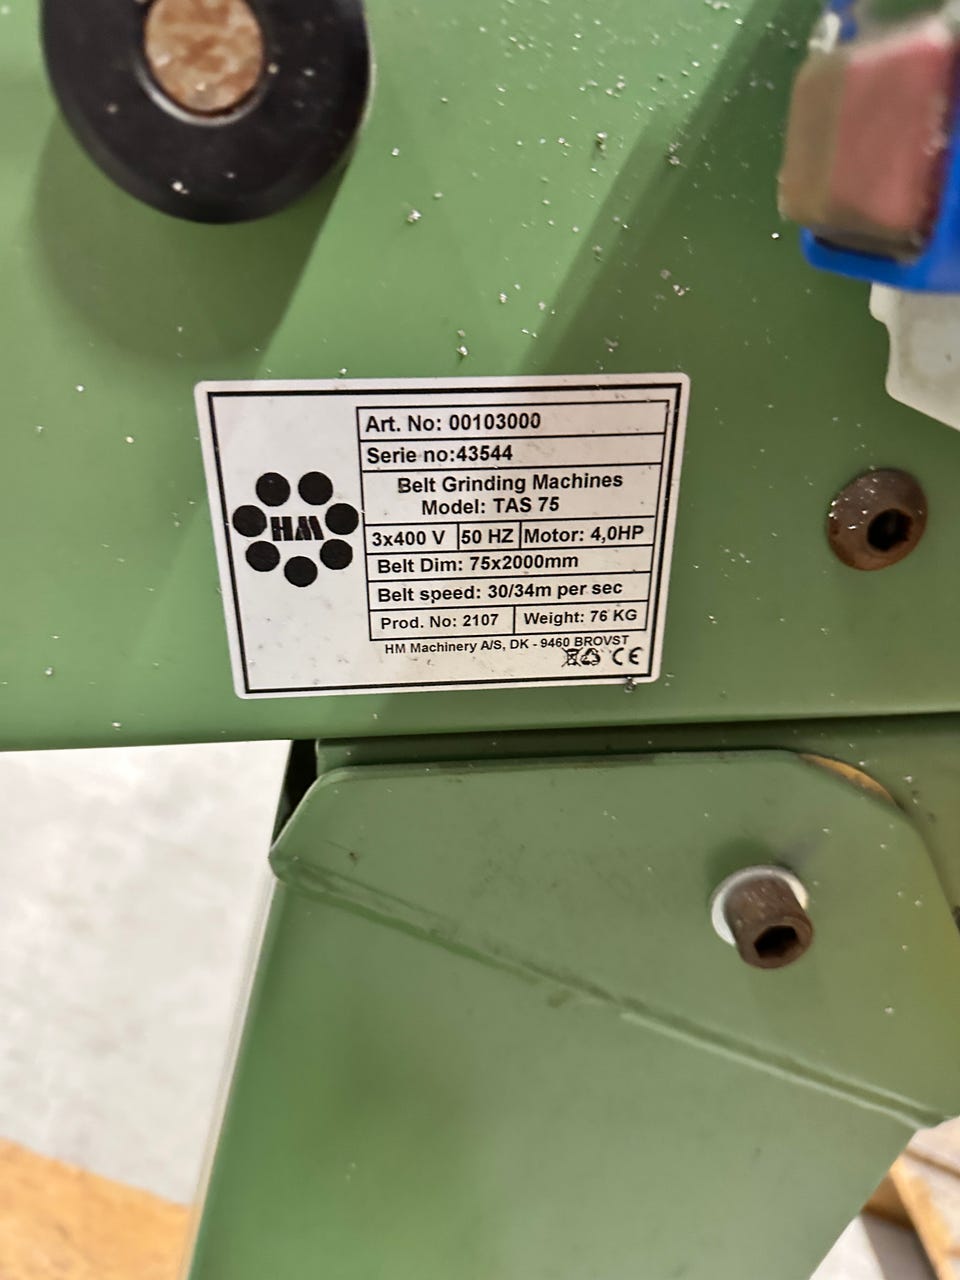 Art. No: 00103000
Serie no:43544
Belt Grinding Machines
Model: TAS 75
3x400 V 50 HZ Motor: 4,0HP
Belt Dim: 75x2000mm
Belt speed: 30/34m per sec
Prod. No: 2107 Weight: 76 KG
HM Machinery A/S, DK - 9460 BROVST
CE
HM